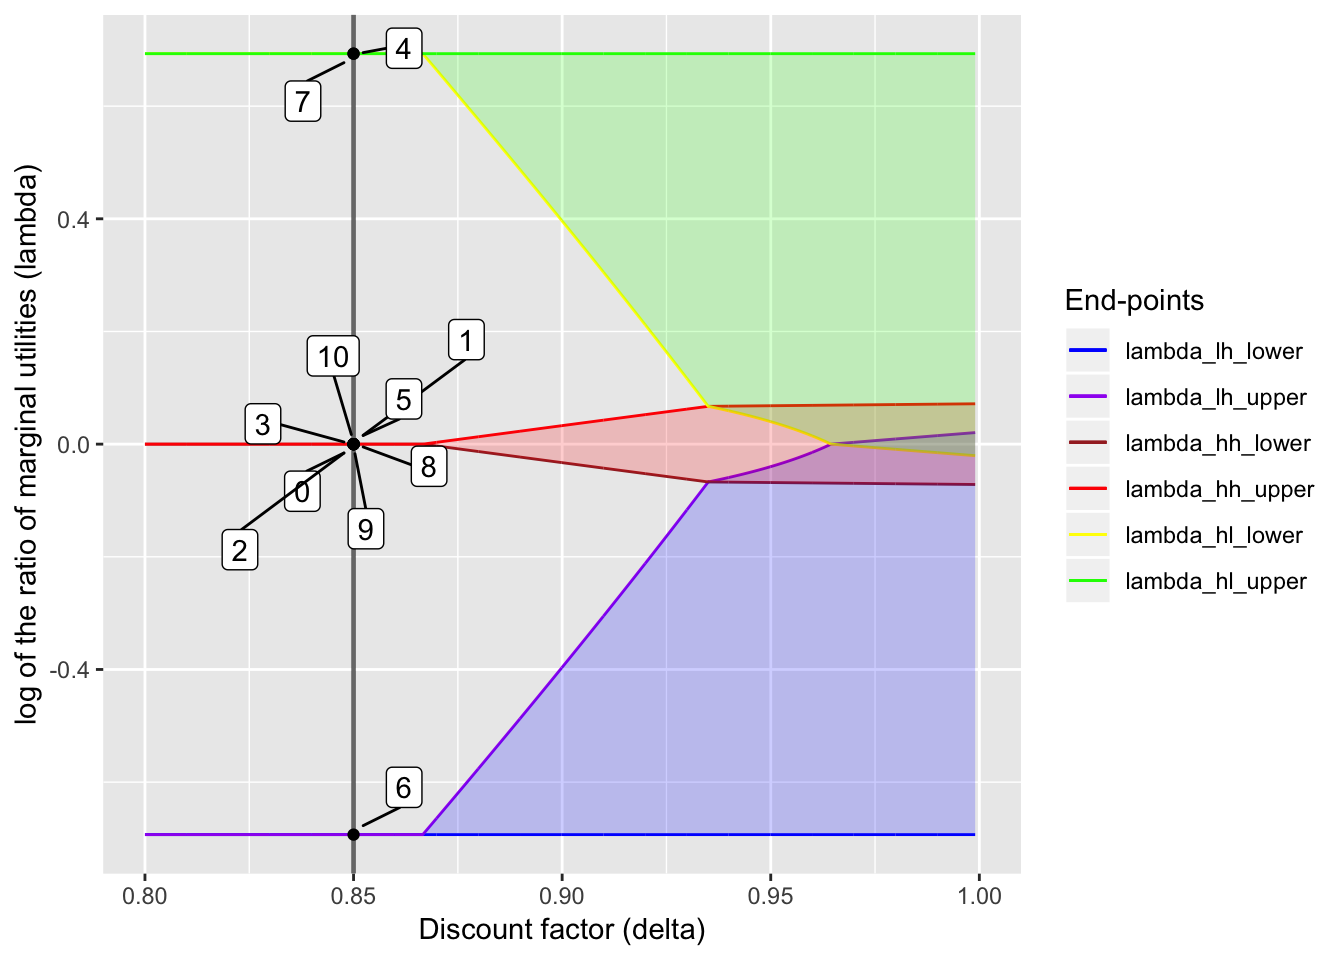 log of the ratio of marginal utilities (lambda)
0.4
0.0
-0.4
4
7
1
10
5
3
8
0
9
2
6
0.80
0.85
0.90
0.95
1.00
Discount factor (delta)
End-points
lambda_lh_lower
lambda_lh_upper
lambda_hh_lower
lambda_hh_upper
lambda_hl_lower
lambda_hl_upper